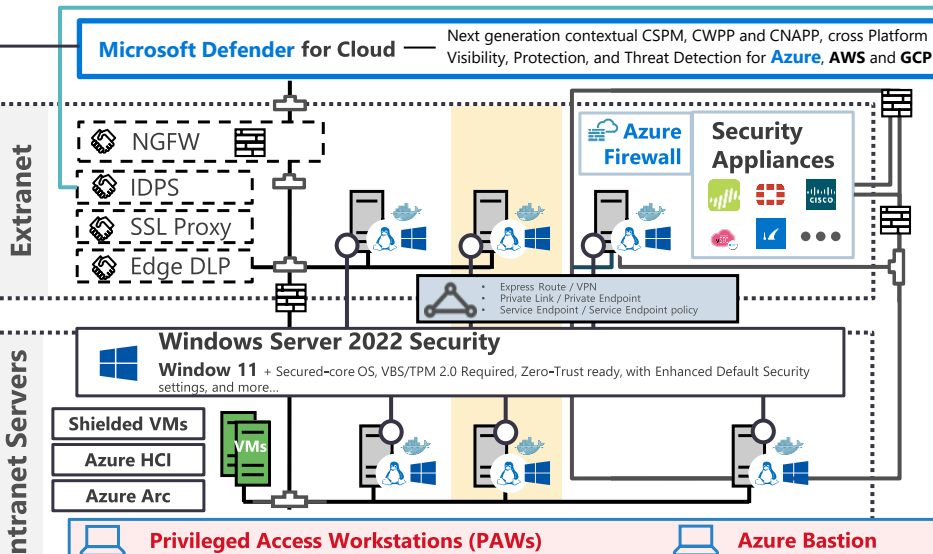 Microsoft Defender for Cloud
Next generation contextual CSPM, CWPP and CNAPP, cross Platform
Visibility, Protection, and Threat Detection for Azure, AWS and GCP
Extranet
NGFW
IDPS
SSL Proxy
Edge DLP
Azure
Firewall
Security
Appliances
CISCO
• Express Route / VPN
• Private Link / Private Endpoint
• Service Endpoint / Service Endpoint policy
Windows Server 2022 Security
Window 11 + Secured-core OS, VBS/TPM 2.0 Required, Zero-Trust ready, with Enhanced Default Security
settings, and more...
ntranet Servers
Shielded VMs
Azure HCI
Azure Arc
VMs
Privileged Access Workstations (PAWs)
Azure Bastion